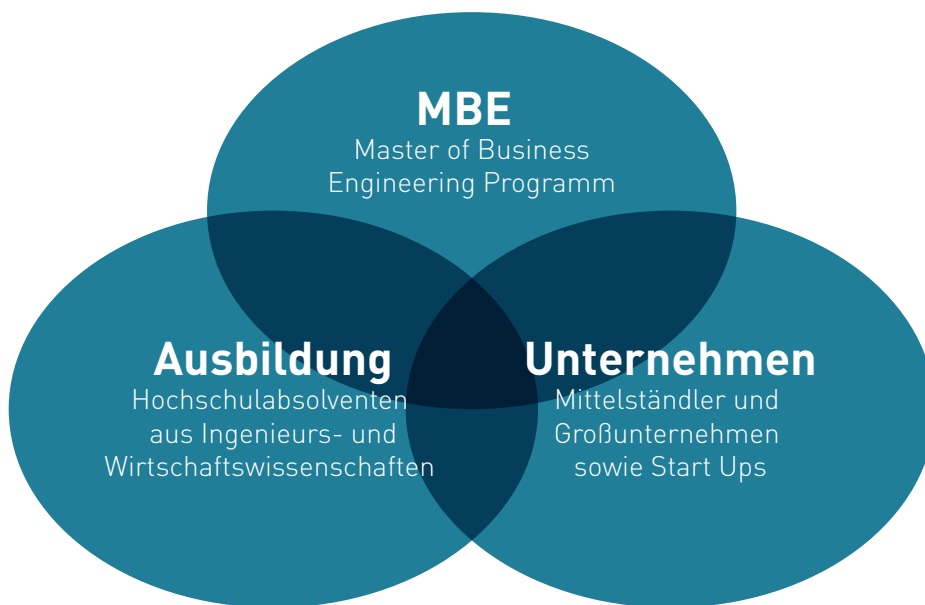 MBE
Master of Business
Engineering Programm
Ausbildung
Hochschulabsolventen
aus Ingenieurs- und
Wirtschaftswissenschaften
Unternehmen
Mittelständler und
Großunternehmen
sowie Start Ups